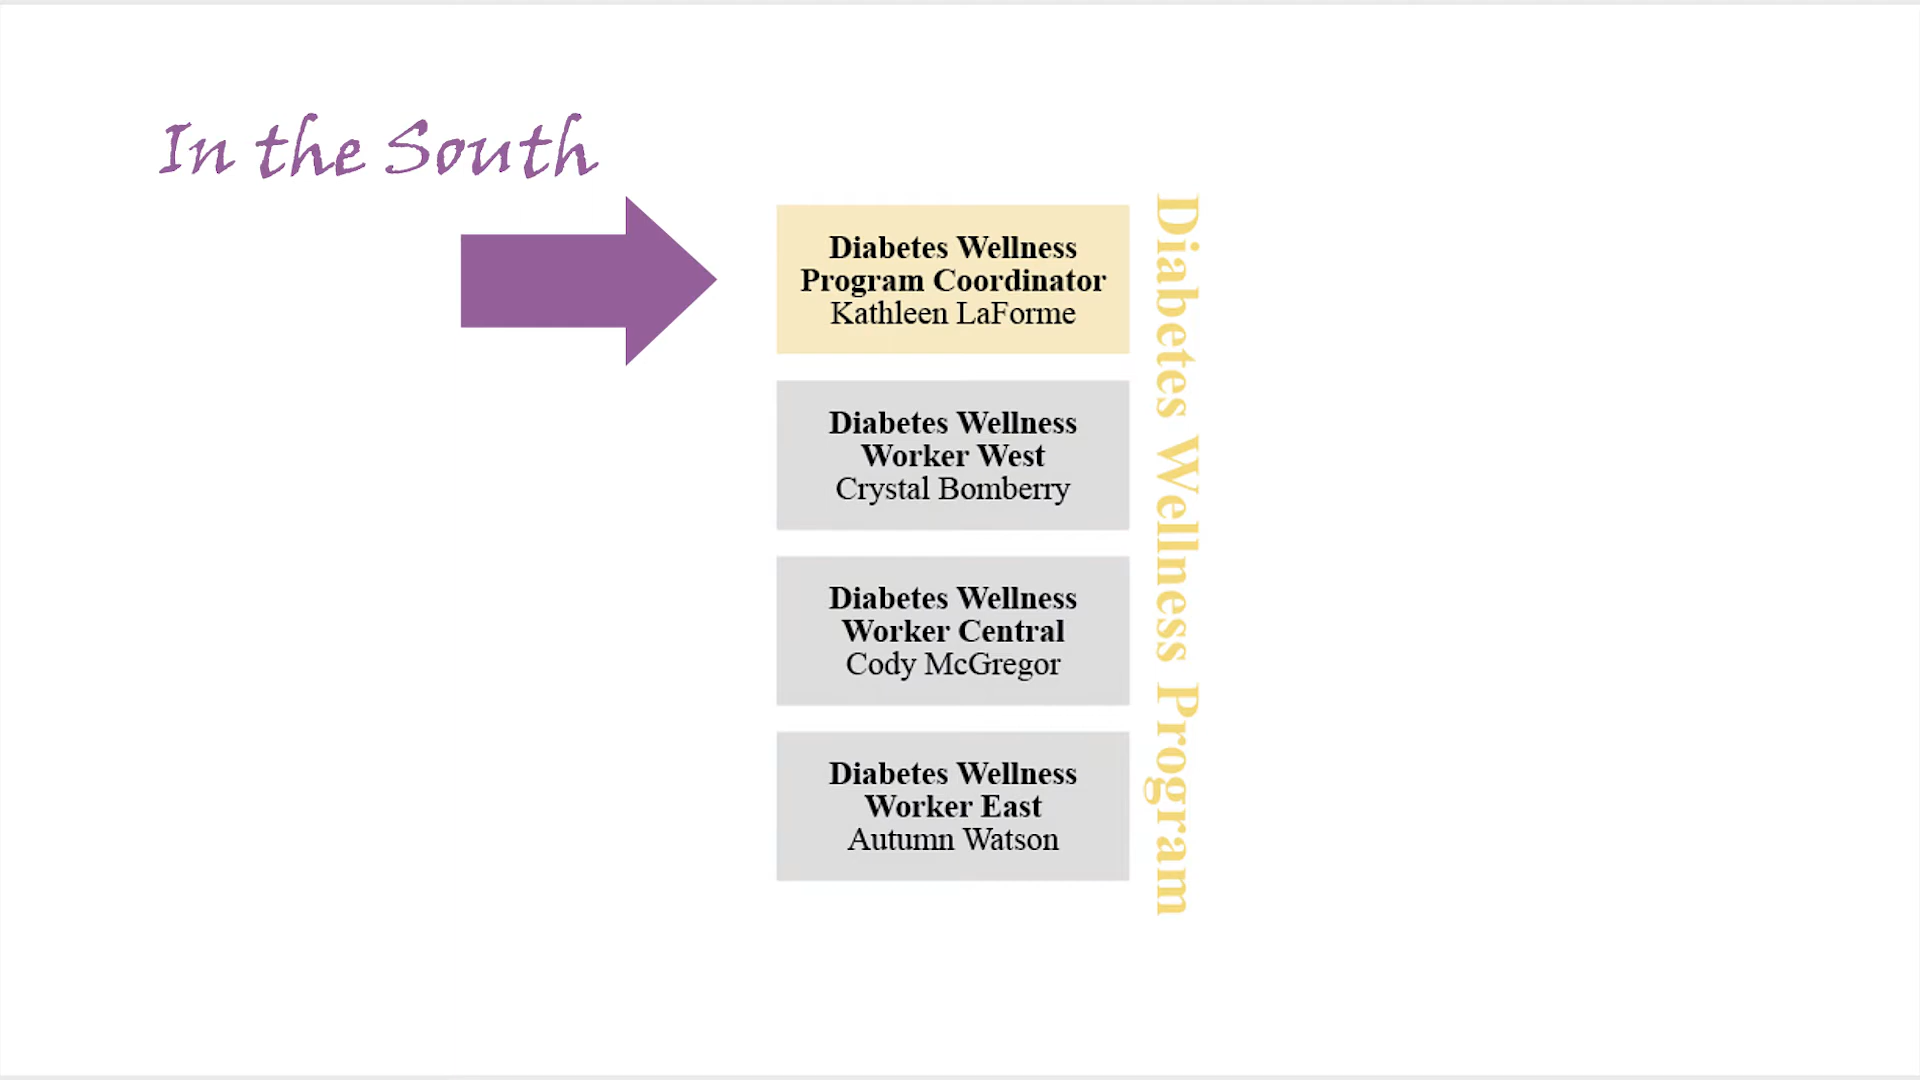 In the South
Diabetes Wellness
Program Coordinator
Kathleen LaForme
Diabetes Wellness
Worker West
Crystal Bomberry
Diabetes Wellness
Worker Central
Cody McGregor
Diabetes Wellness
Worker East
Autumn Watson
Diabetes Wellness Program